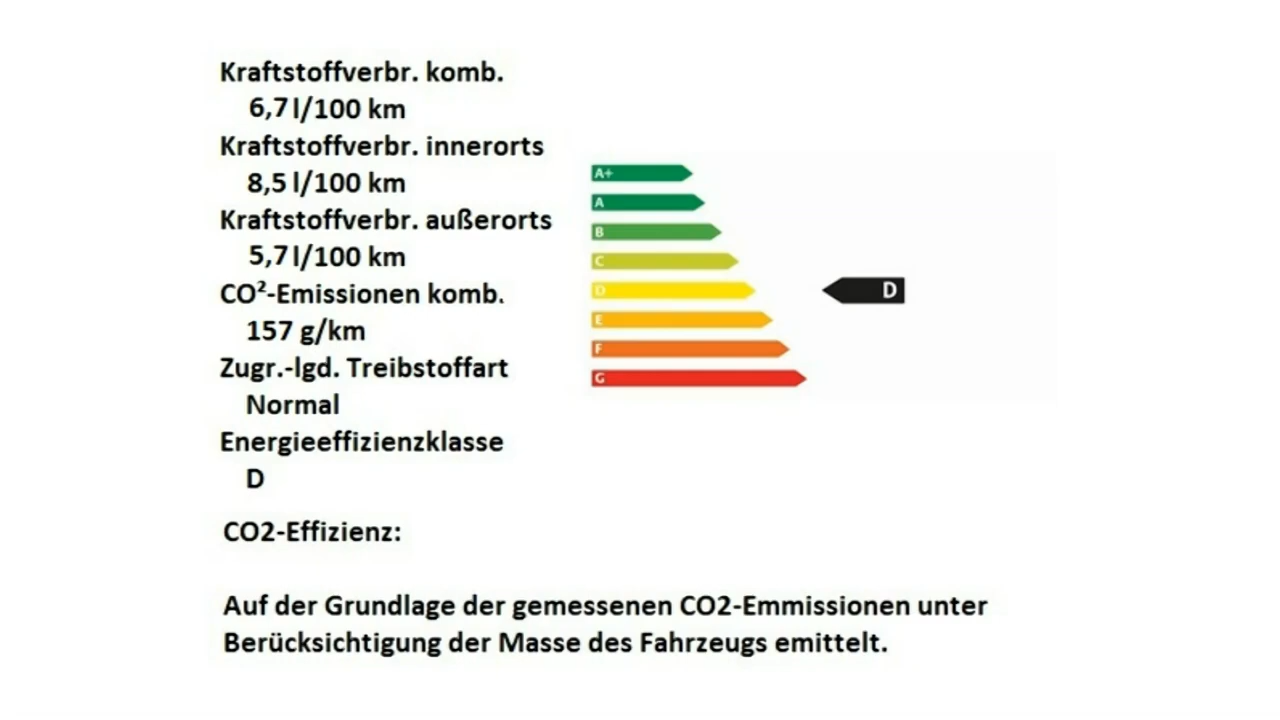 Kraftstoffverbr. komb.
6,7 l/100 km
Kraftstoffverbr. innerorts
8,5 l/100 km
Kraftstoffverbr. außerorts
5,7 l/100 km
CO²-Emissionen komb.
157 g/km
Zugr.-lgd. Treibstoffart
Normal
Energieeffizienzklasse
D
A+
A
B
C
D
D
E
F
G
CO2-Effizienz:
Auf der Grundlage der gemessenen CO2-Emmissionen unter
Berücksichtigung der Masse des Fahrzeugs emittelt.